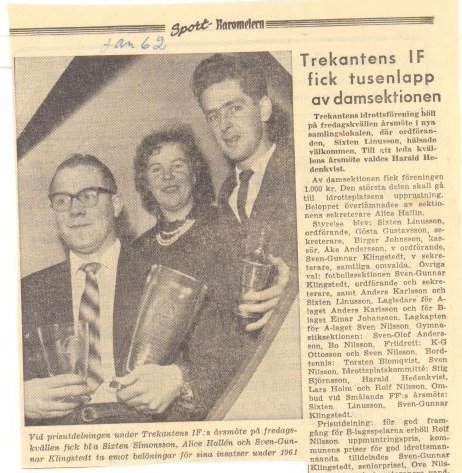 Sport-Barometern
Jan 62
Trekantens IF
fick tusenlapp
av damsektionen
Trekantens idrottsförening höll
på fredagskvällen årsmöte i nya
samlingslokalen, där ordföran-
den, Sixten Linusson, hälsade
välkommen. Till att leda kväl-
lens årsmöte valdes Harald He-
denkvist.
Av damsektionen fick föreningen
1.000 kr. Den största delen skall gå
till idrottsplatsens upprustning.
Beloppet överlämnades av sektio-
nens sekreterare Alice Hallin.
Styrelse blev: Sixten Linusson,
ordförande, Gösta Gustavsson, se-
kreterare, Birger Johnsson, kas-
sör, Åko Andersson, v ordförande,
Sven-Gunnar Klingstedt, v sekre-
terare, samtliga omvalda. Övriga
val: fotbollssektionen Sven-Gunnar
Klingstedt, ordförande och sekre-
terare, samt Anders Karlsson och
Sixten Linusson. Lagledare för A-
laget Anders Karlsson och för B-
laget Einar Johansson. Lagkapten
för A-laget Sven Nilsson, Gymna-
stiksektionen: Sven-Olof Anders-
son, Bo Nilsson, Friidrott: K-G
Ottosson och Sven Nilsson, Bord-
tennis: Torsten Blomqvist, Sven
Nilsson, Idrottsplatskommitté: Stig
Björnsson, Harald Hedenkvist,
Lars Holm och Rolf Nilsson, Om-
bud vid Smålands FF:s årsmöte:
Sixten Linusson, Sven-Gunnar
Klingstedt.
Prisutdelning: för god fram-
gång för B-lagsspelarna erhöll Rolf
Nilsson uppmuntringspris, kom-
munens priser för god idrottsman-
naanda tilldelades Sven-Gunnar
Klingstedt, seniorpriset, Ove Nils-
Vid prisutdelningen under Trekantens IF:s årsmöte på fredags-
kvällen fick bla Sixten Simonsson, Alice Hallén och Sven-Gun-
nar Klingstedt ta emot belöningar för sina insatser under 1961